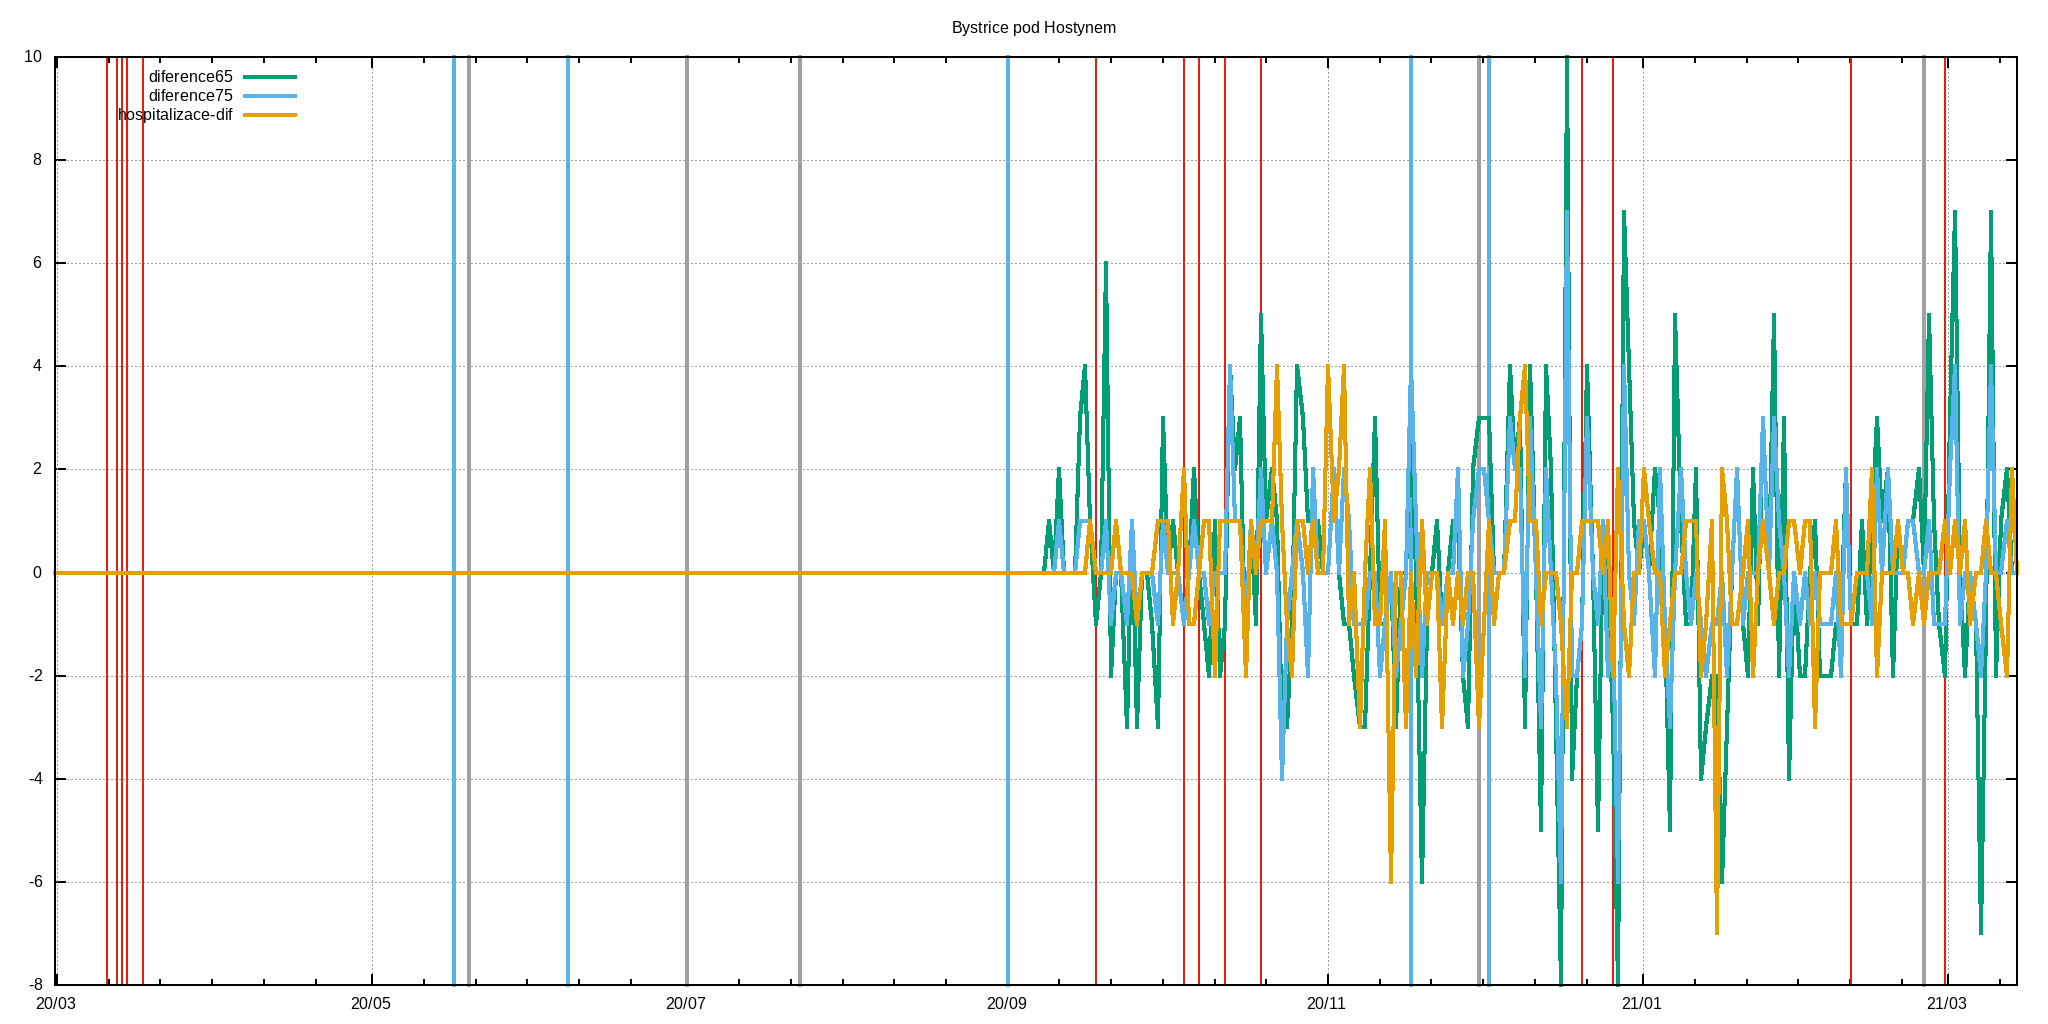 Bystrice pod Hostynem
10
diference65
diference75
hospitalizace-dif
8
6
4
2
0
-2
-4
-6
-8
20/03 20/05 20/07 20/09 20/11 21/01 21/03